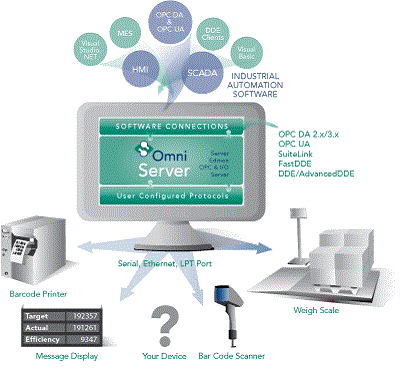 OPC DA
&
OPC UA
MES
DDE
Clients
Visual
Studio
.NET
Visual
Basic
HMI
SCADA
INDUSTRIAL
AUTOMATION
SOFTWARE
SOFTWARE CONNECTIONS
OPC DA 2.x/3.x
OPC UA
SuiteLink
FastDDE
DDE/AdvancedDDE
Omni
Server
Server
Edition
OPC & I/O
Server
User Configured Protocols
Serial, Ethernet, LPT Port
Barcode Printer
Weigh Scale
Target 192357
Actual 191261
Efficiency 9347
Message Display
?
Your Device
Bar Code Scanner